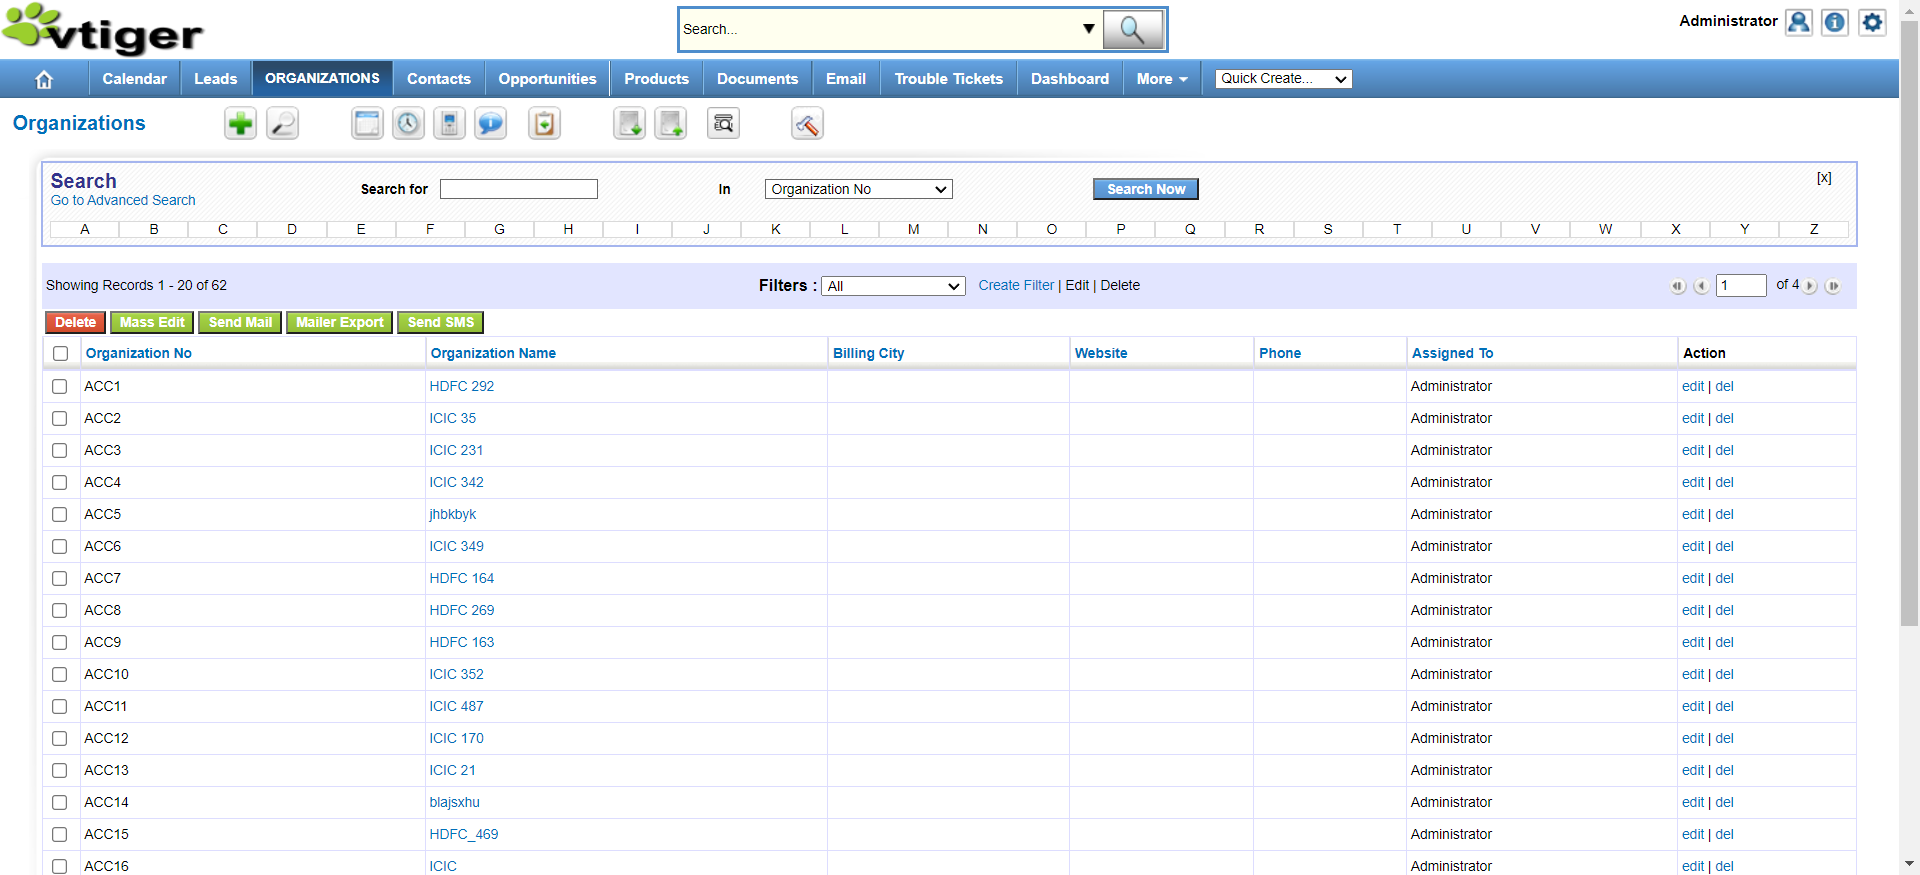 vtiger
Search...
Administrator
Calendar Leads ORGANIZATIONS Contacts Opportunities Products Documents Email Trouble Tickets Dashboard More Quick Create...
Organizations
Search
Go to Advanced Search
Search for In Organization No Search Now [x]
A B C D E F G H I J K L M N O P Q R S T U V W X Y Z
Showing Records 1 - 20 of 62 Filters : All Create Filter | Edit | Delete 1 of 4
Delete Mass Edit Send Mail Mailer Export Send SMS
Organization No Organization Name Billing City Website Phone Assigned To Action
ACC1 HDFC 292 Administrator edit | del
ACC2 ICIC 35 Administrator edit | del
ACC3 ICIC 231 Administrator edit | del
ACC4 ICIC 342 Administrator edit | del
ACC5 jhbkbyk Administrator edit | del
ACC6 ICIC 349 Administrator edit | del
ACC7 HDFC 164 Administrator edit | del
ACC8 HDFC 269 Administrator edit | del
ACC9 HDFC 163 Administrator edit | del
ACC10 ICIC 352 Administrator edit | del
ACC11 ICIC 487 Administrator edit | del
ACC12 ICIC 170 Administrator edit | del
ACC13 ICIC 21 Administrator edit | del
ACC14 blajsxhu Administrator edit | del
ACC15 HDFC_469 Administrator edit | del
ACC16 ICIC Administrator edit | del